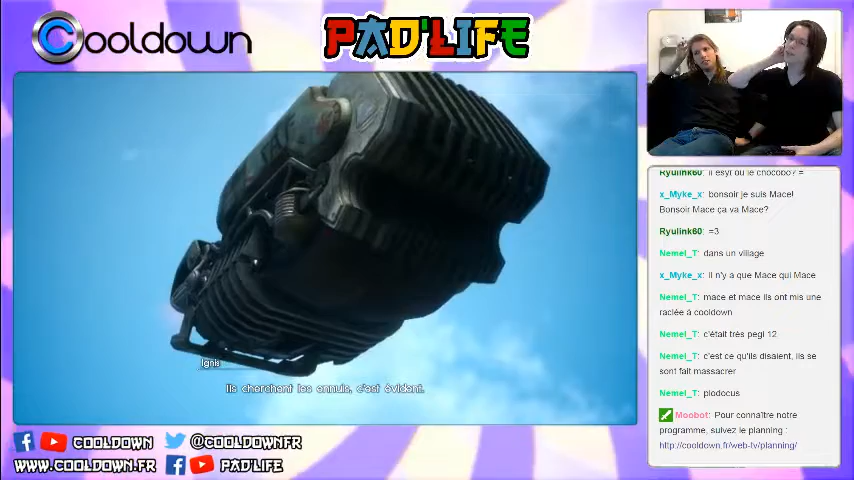 Cooldown
PAD'LIFE
Ryulink60: il esyt ou le chocobo? =
x_Myke_x: bonsoir je suis Mace!
Bonsoir Mace ça va Mace?
Ryulink60: =3
Nemel_T: dans un village
x_Myke_x: il n'y a que Mace qui Mace
Nemel_T: mace et mace ils ont mis une
raclée à cooldown
Nemel_T: c'était très pegi 12
Nemel_T: c'est ce qu'ils disaient, ils se
sont fait massacrer
Nemel_T: plodocus
Moobot: Pour connaître notre
programme, suivez le planning :
http://cooldown.fr/web-tv/planning/
Ignis
Ils cherchent les ennuis, c'est évident.
COOLDOWN @COOLDOWNFR
WWW.COOLDOWN.FR PAD'LIFE